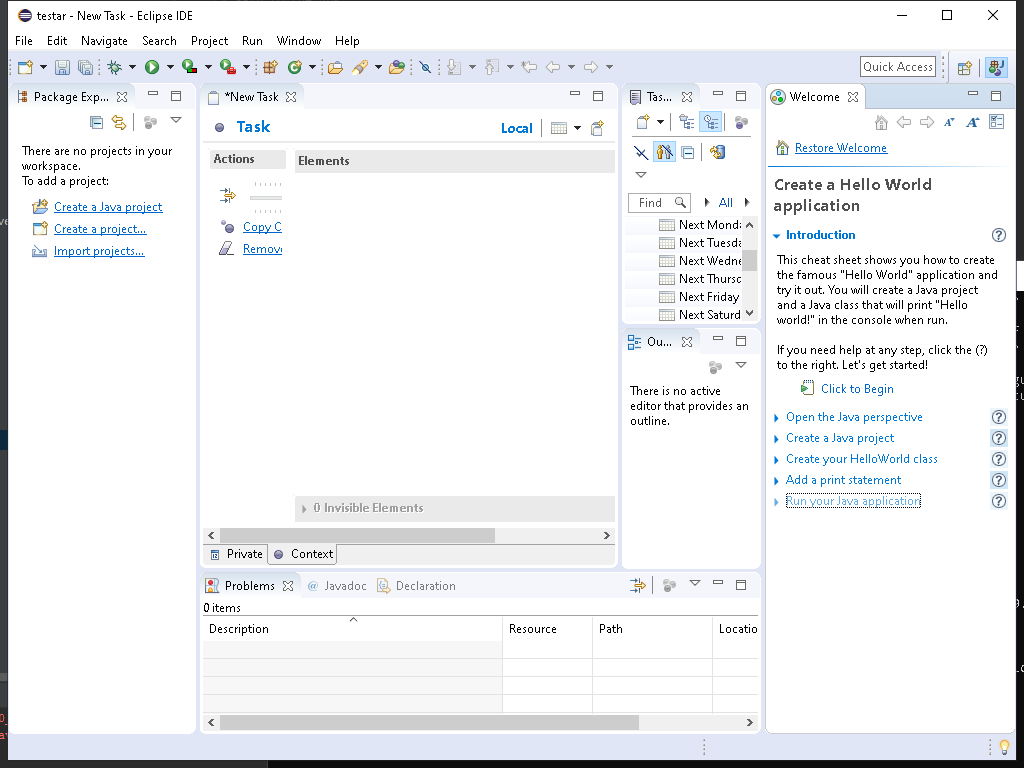 testar - New Task - Eclipse IDE
File Edit Navigate Search Project Run Window Help
Quick Access
Package Exp...
There are no projects in your
workspace.
To add a project:
Create a Java project
Create a project...
Import projects...
*New Task
Task
Local
Actions
Elements
Copy C
Remov
0 Invisible Elements
Private Context
Tas...
Find
All
Next Mond
Next Tuesda
Next Wedne
Next Thursd
Next Friday
Next Saturd
Ou...
There is no active
editor that provides an
outline.
Welcome
Restore Welcome
Create a Hello World
application
Introduction
This cheat sheet shows you how to create
the famous "Hello World" application and
try it out. You will create a Java project
and a Java class that will print "Hello
world!" in the console when run.
If you need help at any step, click the (?)
to the right. Let's get started!
Click to Begin
Open the Java perspective
Create a Java project
Create your HelloWorld class
Add a print statement
Run your Java application
Problems @ Javadoc Declaration
0 items
Description Resource Path Locatio